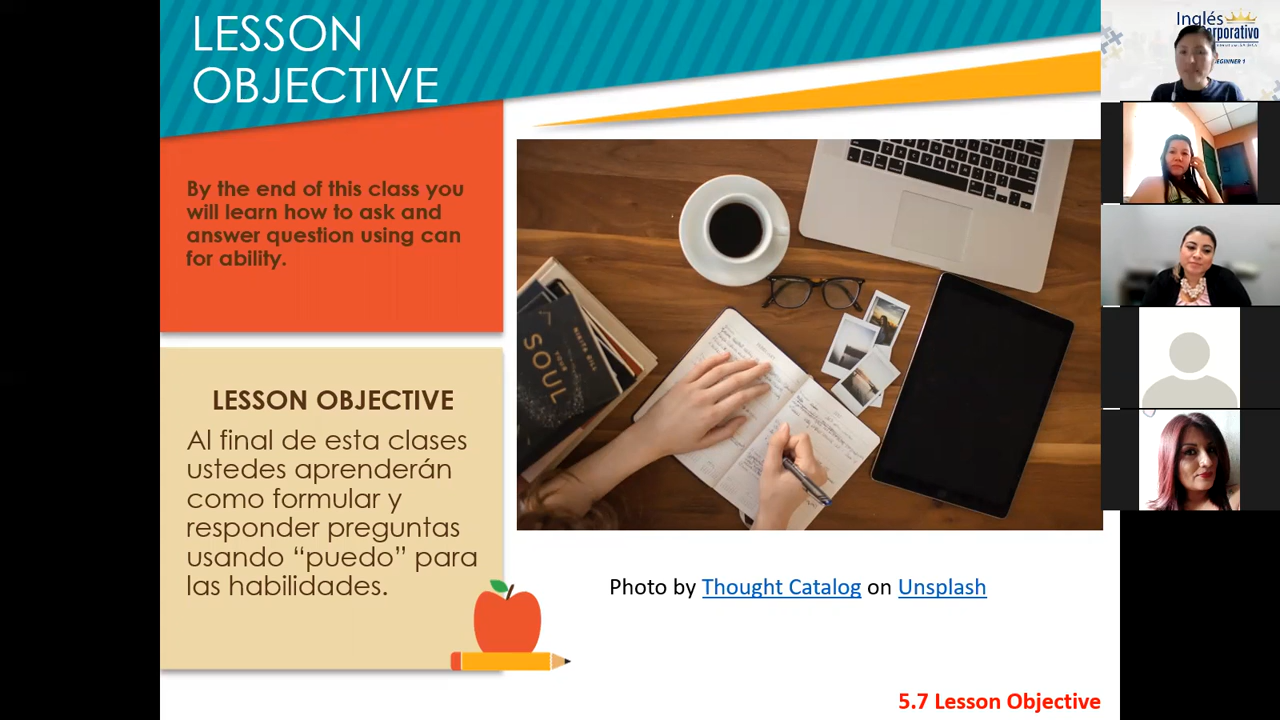 LESSON
OBJECTIVE
By the end of this class you
will learn how to ask and
answer question using can
for ability.
LESSON OBJECTIVE
Al final de esta clases
ustedes aprenderán
como formular y
responder preguntas
usando “puedo” para
las habilidades.
YOUR
SOUL
Photo by Thought Catalog on Unsplash
5.7 Lesson Objective
Inglés